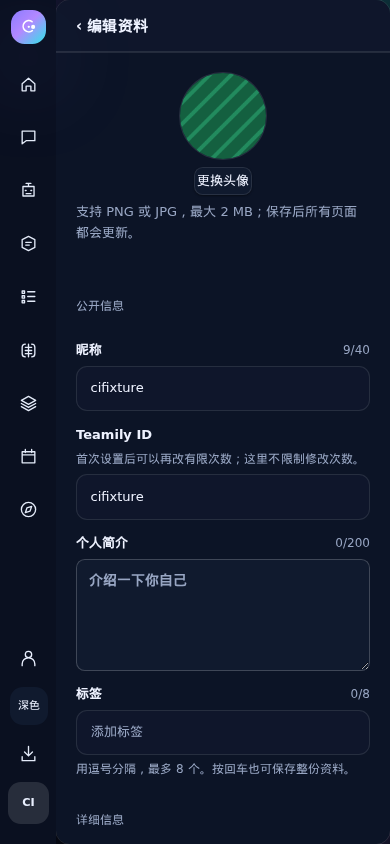 ‹ 编辑资料
更换头像
支持 PNG 或 JPG，最大 2 MB；保存后所有页面
都会更新。
公开信息
昵称 9/40
cifixture
Teamily ID
首次设置后可以再改有限次数；这里不限制修改次数。
cifixture
个人简介 0/200
介绍一下你自己
标签 0/8
添加标签
用逗号分隔，最多 8 个。按回车也可保存整份资料。
详细信息
深色
CI